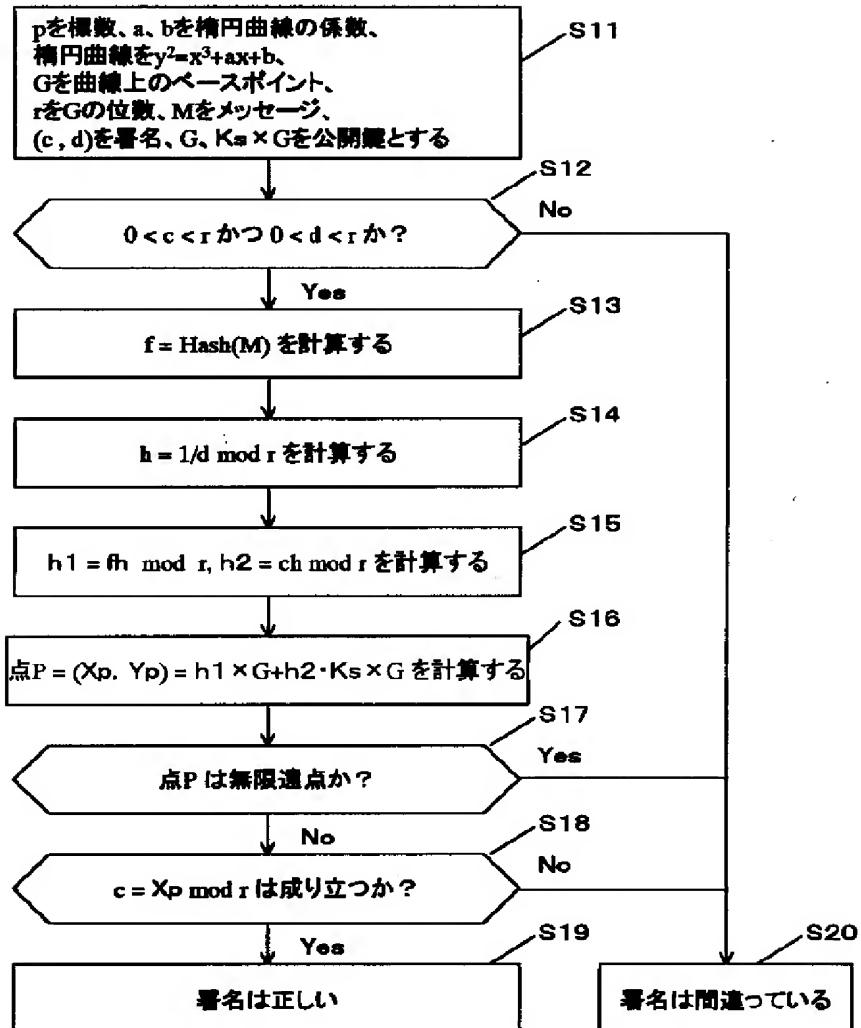 pを標数、a、bを楕円曲線の係数、
楕円曲線をy²=x³+ax+b、
Gを曲線上のベースポイント、
rをGの位数、Mをメッセージ、
(c , d)を署名、G、Ks×Gを公開鍵とする
S11
S12
0 < c < r かつ 0 < d < r か？
No
Yes
S13
f = Hash(M) を計算する
S14
h = 1/d mod r を計算する
S15
h1 = fh mod r, h2 = ch mod r を計算する
S16
点P = (Xp, Yp) = h1×G+h2・Ks×G を計算する
S17
点P は無限遠点か？
Yes
No
S18
c = Xp mod r は成り立つか？
No
Yes
S19
署名は正しい
S20
署名は間違っている